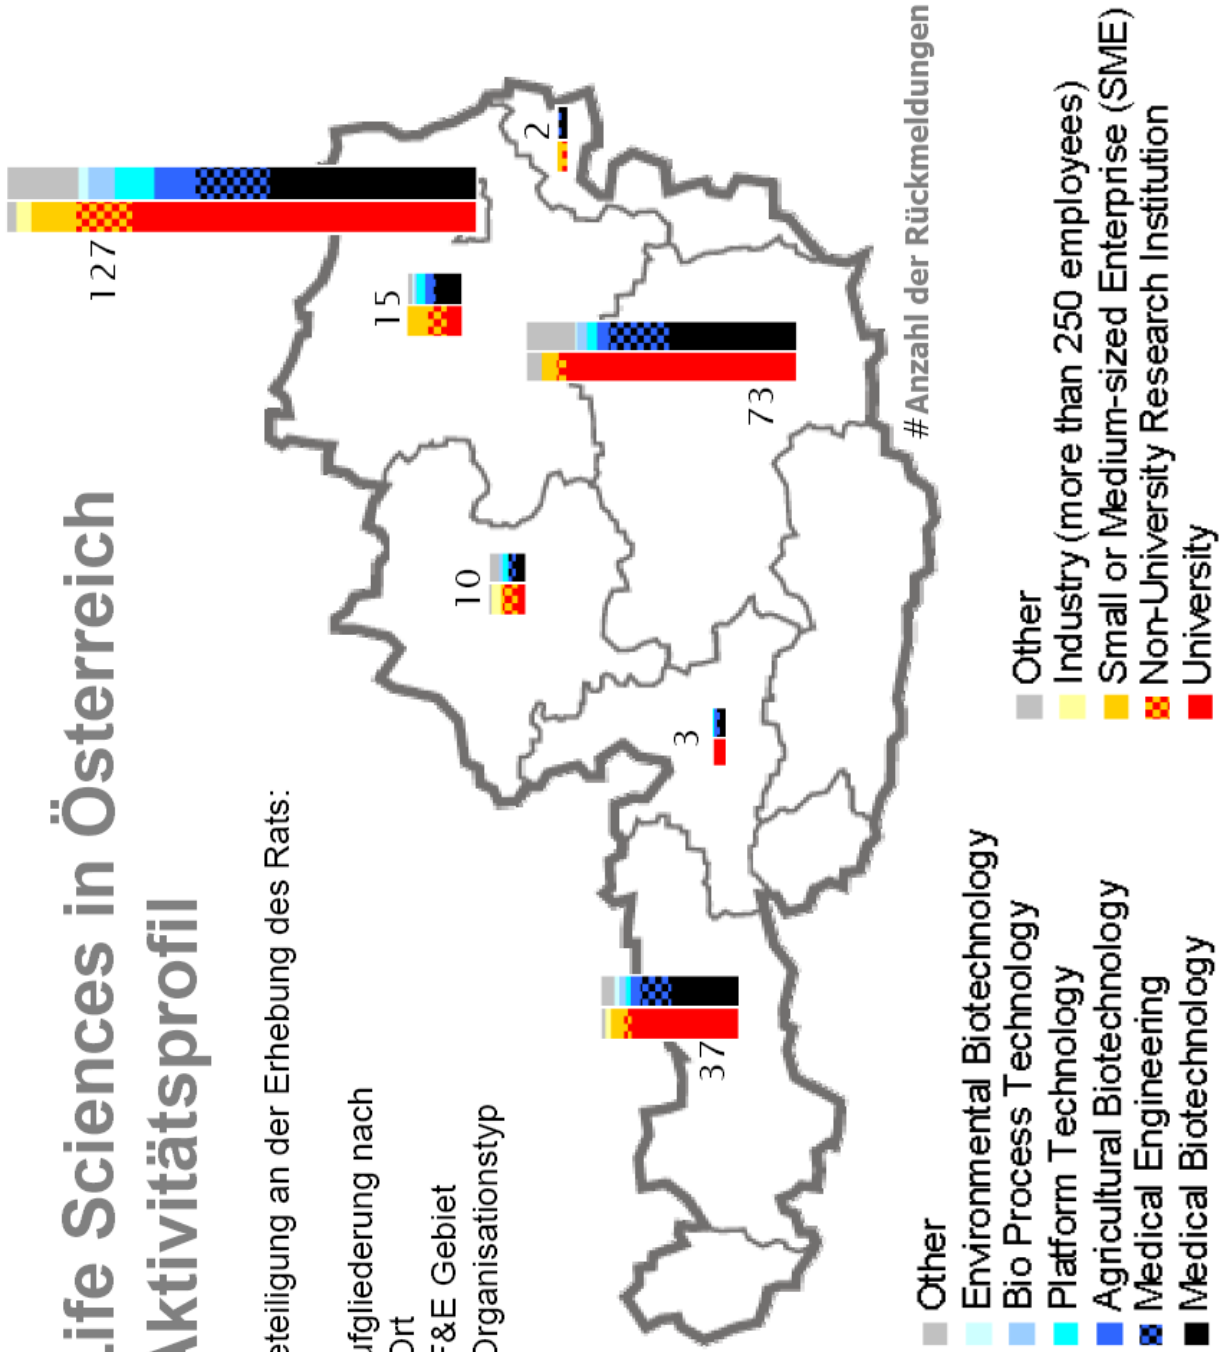 Life Sciences in Österreich
Aktivitätsprofil
eteiligung an der Erhebung des Rats:
ufgliederung nach
Ort
F&E Gebiet
Organisationstyp
127
15
2
10
73
3
37
#Anzahl der Rückmeldungen
Other
Environmental Biotechnology
Bio Process Technology
Platform Technology
Agricultural Biotechnology
Medical Engineering
Medical Biotechnology
Other
Industry (more than 250 employees)
Small or Medium-sized Enterprise (SME)
Non-University Research Institution
University